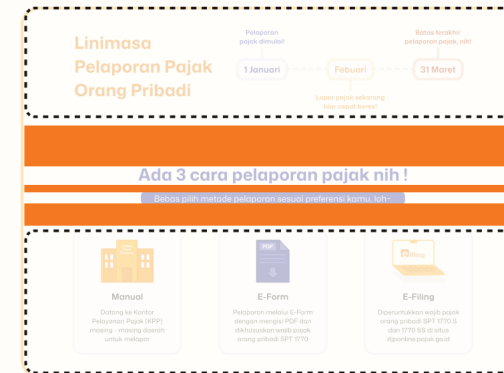 Linimasa
Pelaporan Pajak
Orang Pribadi
Pelaporan
pajak dimulai!
1 Januari
Febuari
Lapor pajak sekarang
biar cepat beres!
Batas terakhir
pelaporan pajak, nih!
31 Maret
Ada 3 cara pelaporan pajak nih !
Bebas pilih metode pelaporan sesuai preferensi kamu, loh~
Manual
Datang ke Kantor
Pelayanan Pajak (KPP)
masing - masing daerah
untuk melapor
PDF
E-Form
Pelaporan melalui E-Form
dengan mengisi PDF dan
dikhususkan wajib pajak
orang pribadi SPT 1770
e-Filing
E-Filing
Diperuntukkan wajib pajak
orang pribadi SPT 1770 S
dan 1770 SS di situs
djponline.pajak.go.id